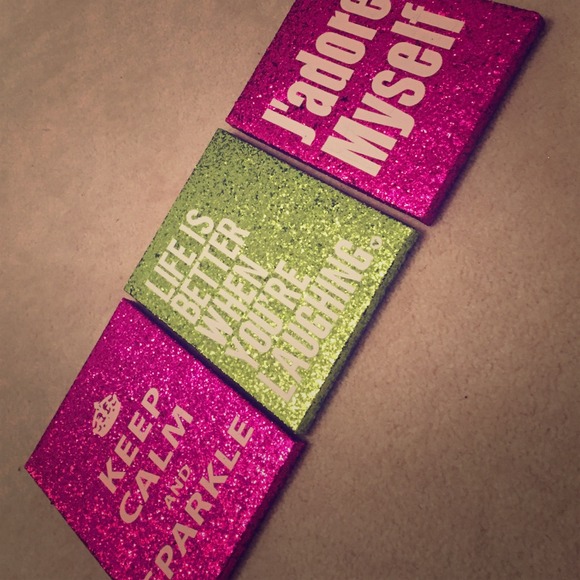 J'adore
Myself
LIFE IS
BETTER
WHEN
YOU'RE
LAUGHING
KEEP
CALM
AND
SPARKLE